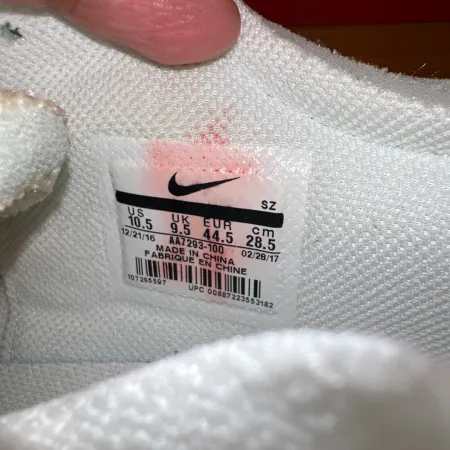 SZ
US UK EUR cm
10.5 9.5 44.5 28.5
12/21/16 AA7293-100 02/28/17
MADE IN CHINA
FABRIQUE EN CHINE
107265597 UPC 00887223553182